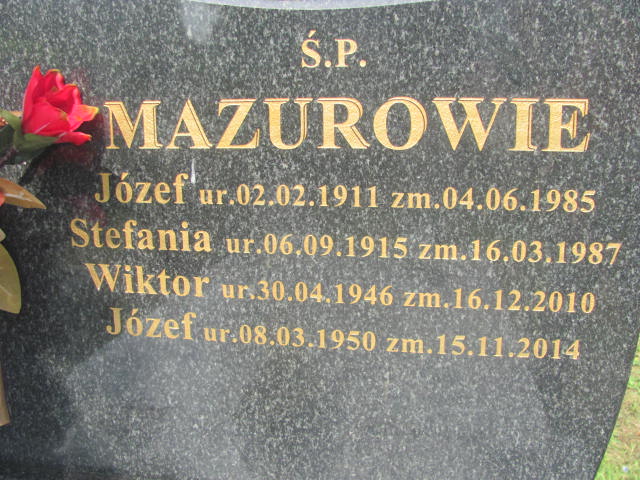 Ś.P.
MAZUROWIE
Józef ur.02.02.1911 zm.04.06.1985
Stefania ur.06.09.1915 zm.16.03.1987
Wiktor ur.30.04.1946 zm.16.12.2010
Józef ur.08.03.1950 zm.15.11.2014